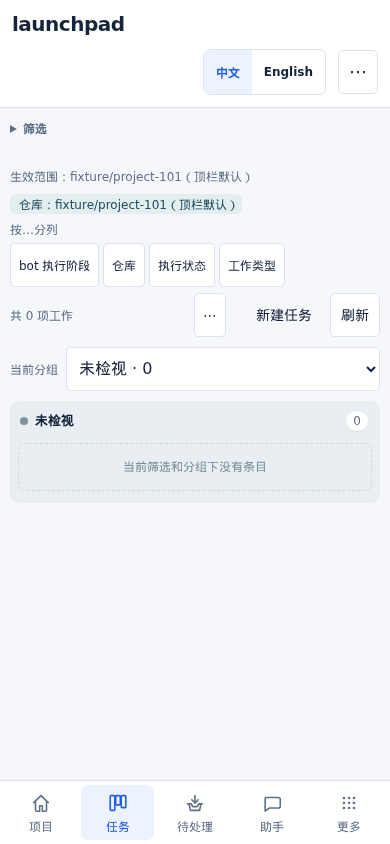 launchpad
中文 English ...
筛选
生效范围：fixture/project-101（顶栏默认）
仓库：fixture/project-101（顶栏默认）
按...分列
bot 执行阶段 仓库 执行状态 工作类型
共 0 项工作 ... 新建任务 刷新
当前分组 未检视 · 0
未检视 0
当前筛选和分组下没有条目
项目 任务 待处理 助手 更多